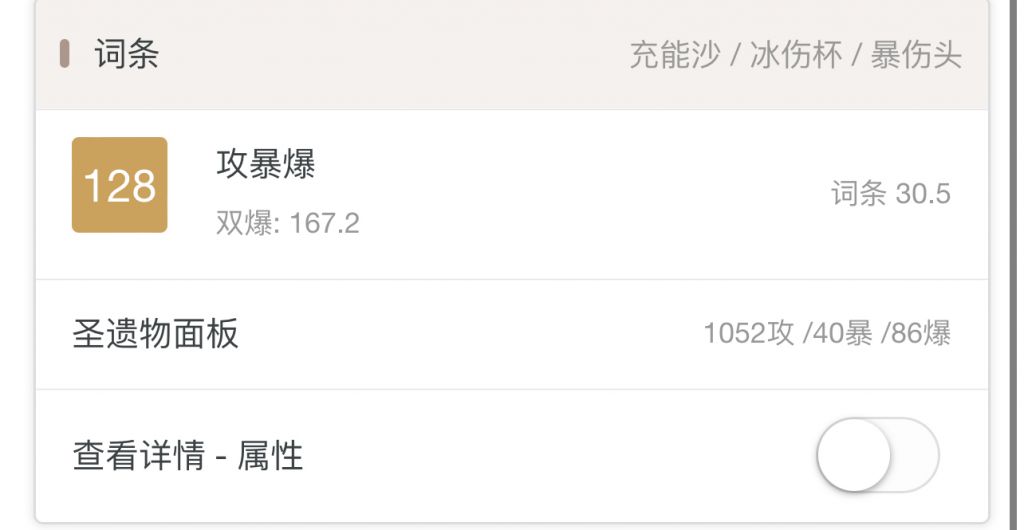 词条 充能沙 / 冰伤杯 / 暴伤头
128 攻暴爆 词条 30.5
双爆: 167.2
圣遗物面板 1052攻 /40暴 /86爆
查看详情 - 属性